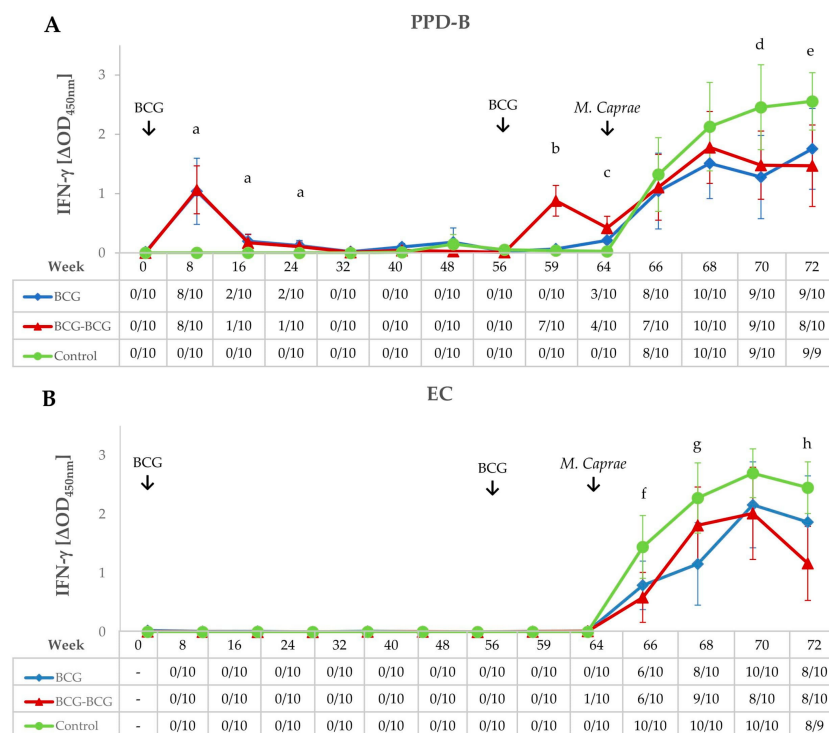 A
PPD-B
IFN-γ [ΔOD450nm]
3
2
1
0
BCG
a
a
a
BCG
M. Caprae
b
c
d
e
Week 0 8 16 24 32 40 48 56 59 64 66 68 70 72
BCG 0/10 8/10 2/10 2/10 0/10 0/10 0/10 0/10 0/10 3/10 8/10 10/10 9/10 9/10
BCG-BCG 0/10 8/10 1/10 1/10 0/10 0/10 0/10 0/10 7/10 4/10 7/10 10/10 9/10 8/10
Control 0/10 0/10 0/10 0/10 0/10 0/10 0/10 0/10 0/10 0/10 8/10 10/10 9/10 9/9
B
EC
IFN-γ [ΔOD450nm]
3
2
1
0
BCG
BCG
M. Caprae
f
g
h
Week 0 8 16 24 32 40 48 56 59 64 66 68 70 72
BCG - 0/10 0/10 0/10 0/10 0/10 0/10 0/10 0/10 0/10 6/10 8/10 10/10 8/10
BCG-BCG - 0/10 0/10 0/10 0/10 0/10 0/10 0/10 0/10 1/10 6/10 9/10 8/10 8/10
Control - 0/10 0/10 0/10 0/10 0/10 0/10 0/10 0/10 0/10 10/10 10/10 10/10 8/9